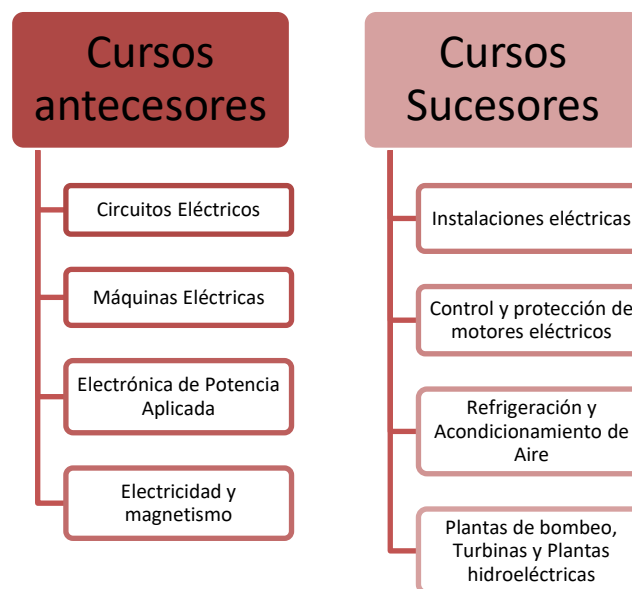 Cursos
antecesores
Circuitos Eléctricos
Máquinas Eléctricas
Electrónica de Potencia
Aplicada
Electricidad y
magnetismo
Cursos
Sucesores
Instalaciones eléctricas
Control y protección de
motores eléctricos
Refrigeración y
Acondicionamiento de
Aire
Plantas de bombeo,
Turbinas y Plantas
hidroeléctricas